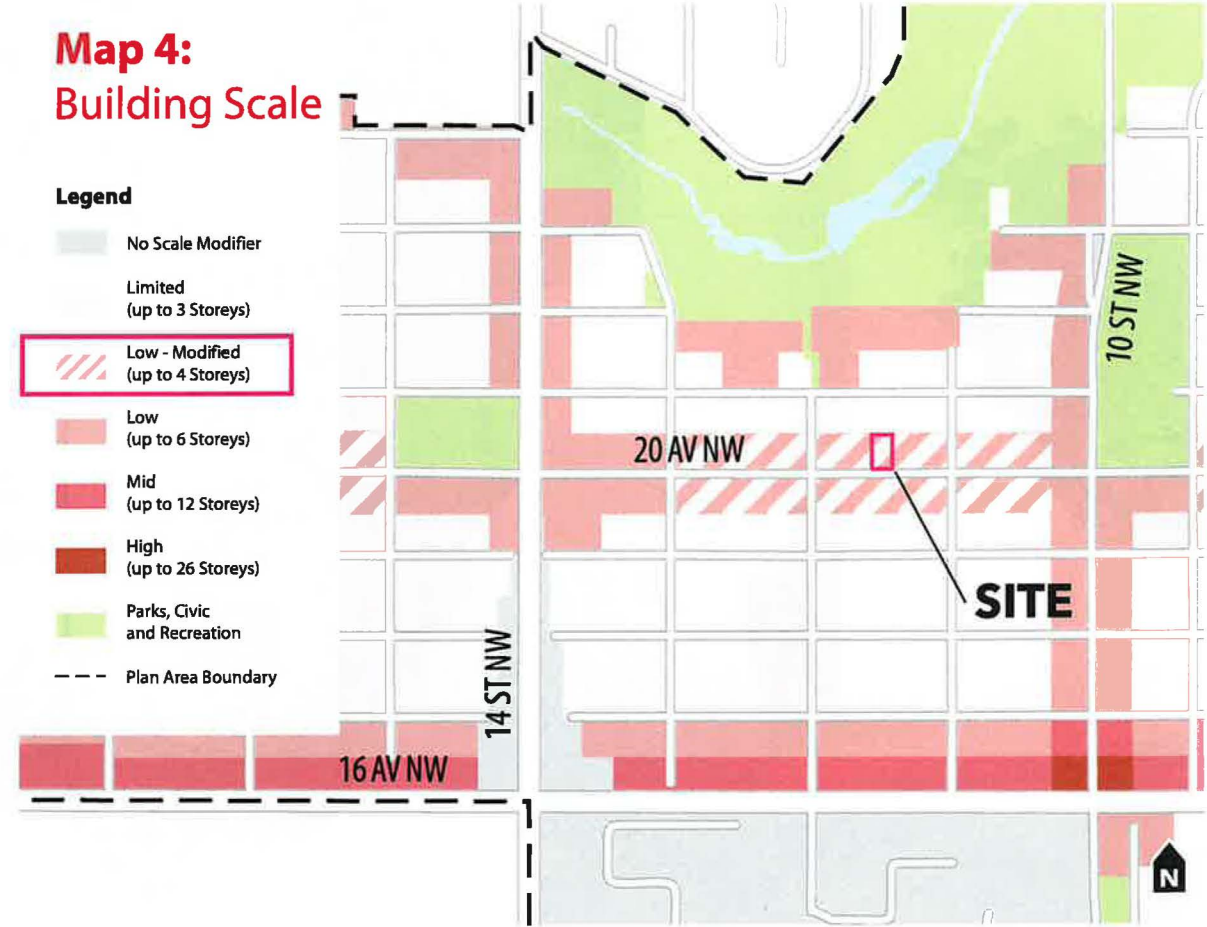 Map 4:
Building Scale
Legend
No Scale Modifier
Limited
(up to 3 Storeys)
Low - Modified
(up to 4 Storeys)
Low
(up to 6 Storeys)
Mid
(up to 12 Storeys)
High
(up to 26 Storeys)
Parks, Civic
and Recreation
Plan Area Boundary
10 ST NW
20 AV NW
SITE
14 ST NW
16 AV NW
N